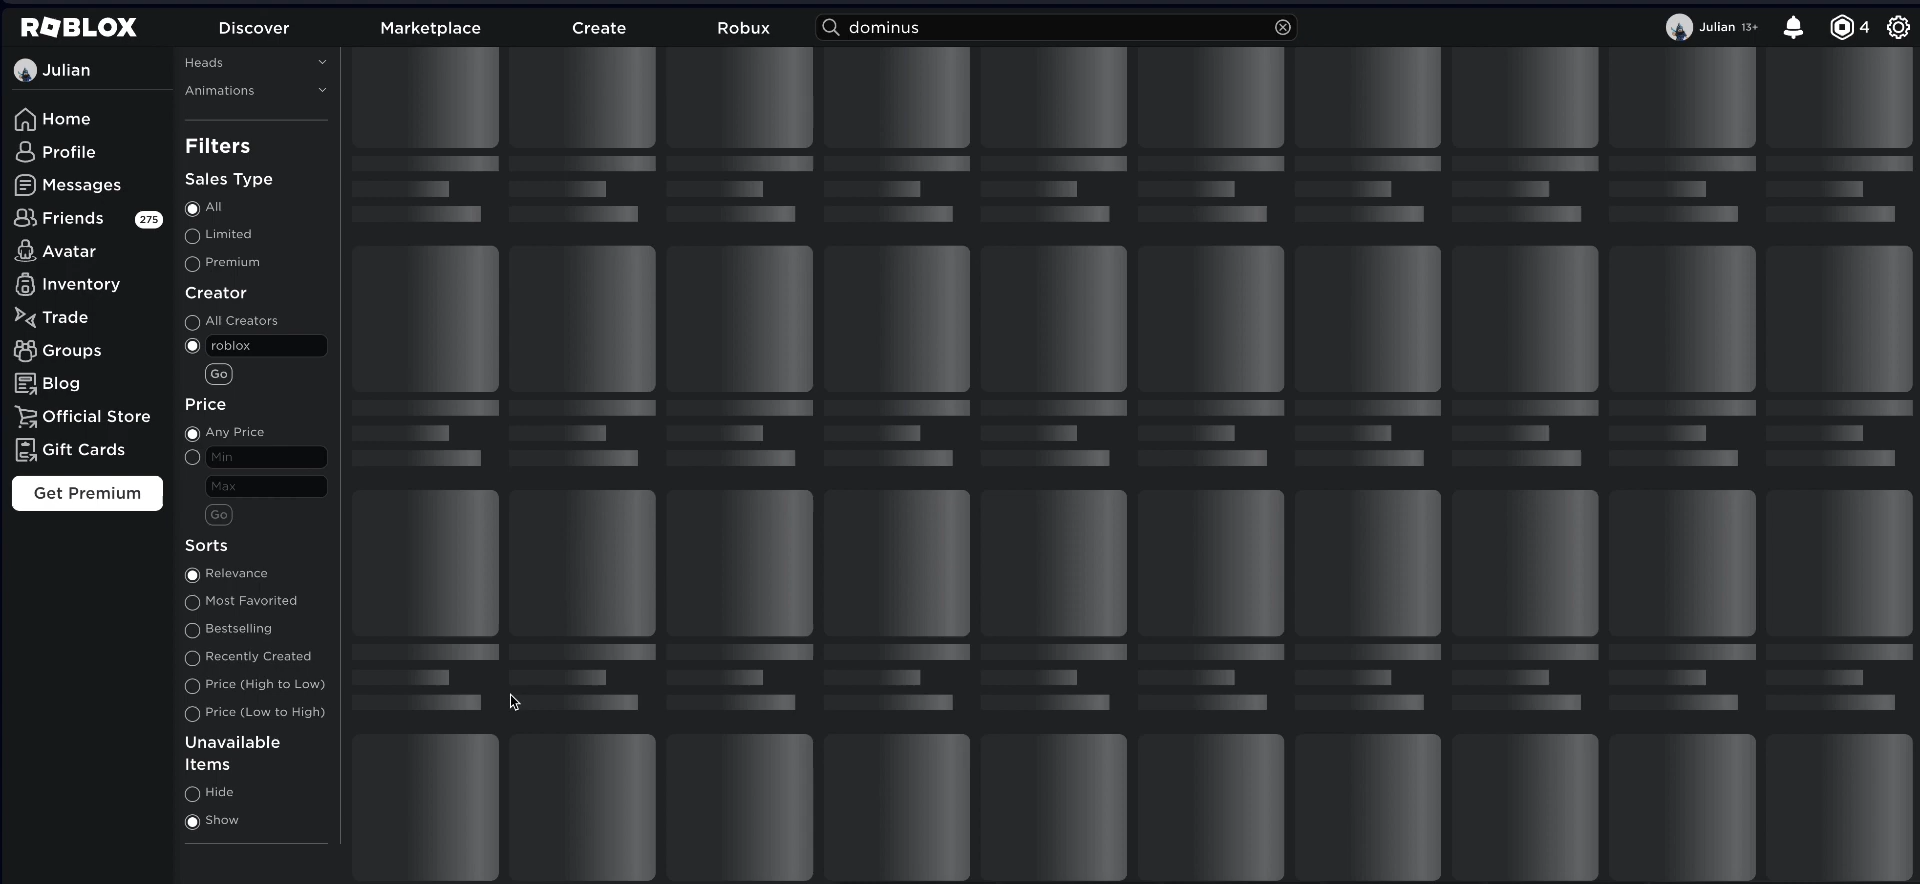 ROBLOX
Discover
Marketplace
Create
Robux
dominus
Julian 13+
4
Julian
Home
Profile
Messages
Friends
275
Avatar
Inventory
Trade
Groups
Blog
Official Store
Gift Cards
Get Premium
Heads
Animations
Filters
Sales Type
All
Limited
Premium
Creator
All Creators
roblox
Go
Price
Any Price
Min
Max
Go
Sorts
Relevance
Most Favorited
Bestselling
Recently Created
Price (High to Low)
Price (Low to High)
Unavailable
Items
Hide
Show